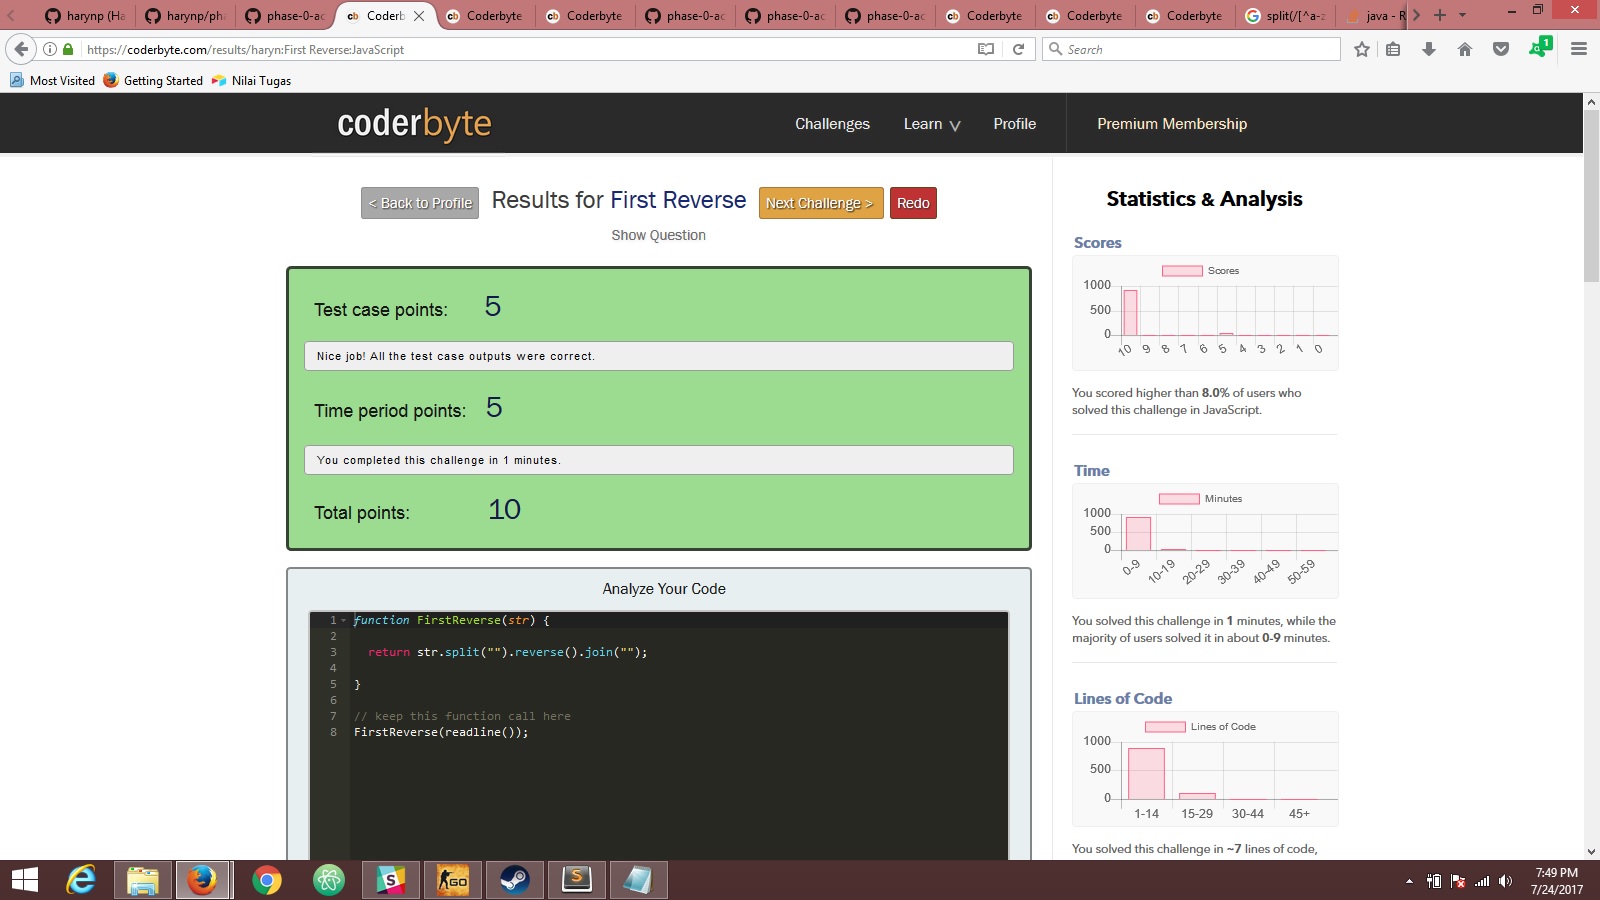 harynp (Ha
harynp/pha
phase-0-ac
Coderb
Coderbyte
Coderbyte
phase-0-ac
phase-0-ac
phase-0-ac
Coderbyte
Coderbyte
Coderbyte
split(/[^a-z
java - R
https://coderbyte.com/results/haryn:First Reverse:JavaScript
Search
1
Most Visited
Getting Started
Nilai Tugas
coderbyte
Challenges
Learn
Profile
Premium Membership
< Back to Profile
Results for First Reverse
Next Challenge >
Redo
Show Question
Test case points: 5
Nice job! All the test case outputs were correct.
Time period points: 5
You completed this challenge in 1 minutes.
Total points: 10
Analyze Your Code
1 function FirstReverse(str) {
2
3 return str.split("").reverse().join("");
4
5 }
6
7 // keep this function call here
8 FirstReverse(readline());
Statistics & Analysis
Scores
Scores
1000
500
0
10 9 8 7 6 5 4 3 2 1 0
You scored higher than 8.0% of users who
solved this challenge in JavaScript.
Time
Minutes
1000
500
0
0-9 10-19 20-29 30-39 40-49 50-59
You solved this challenge in 1 minutes, while the
majority of users solved it in about 0-9 minutes.
Lines of Code
Lines of Code
1000
500
0
1-14 15-29 30-44 45+
You solved this challenge in ~7 lines of code,
GO
7:49 PM
7/24/2017